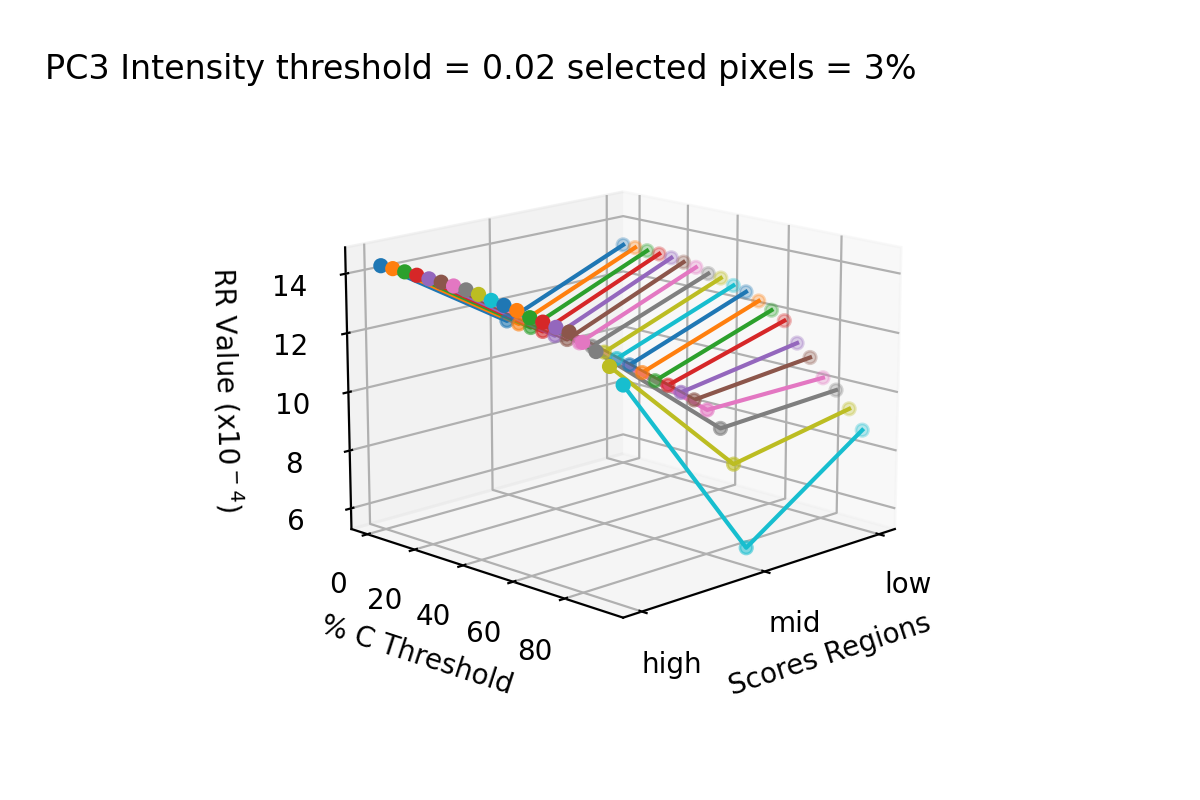 PC3 Intensity threshold = 0.02 selected pixels = 3%
RR Value (x10⁻⁴)
14
12
10
8
6
0
20
40
60
80
% C Threshold
high
mid
low
Scores Regions